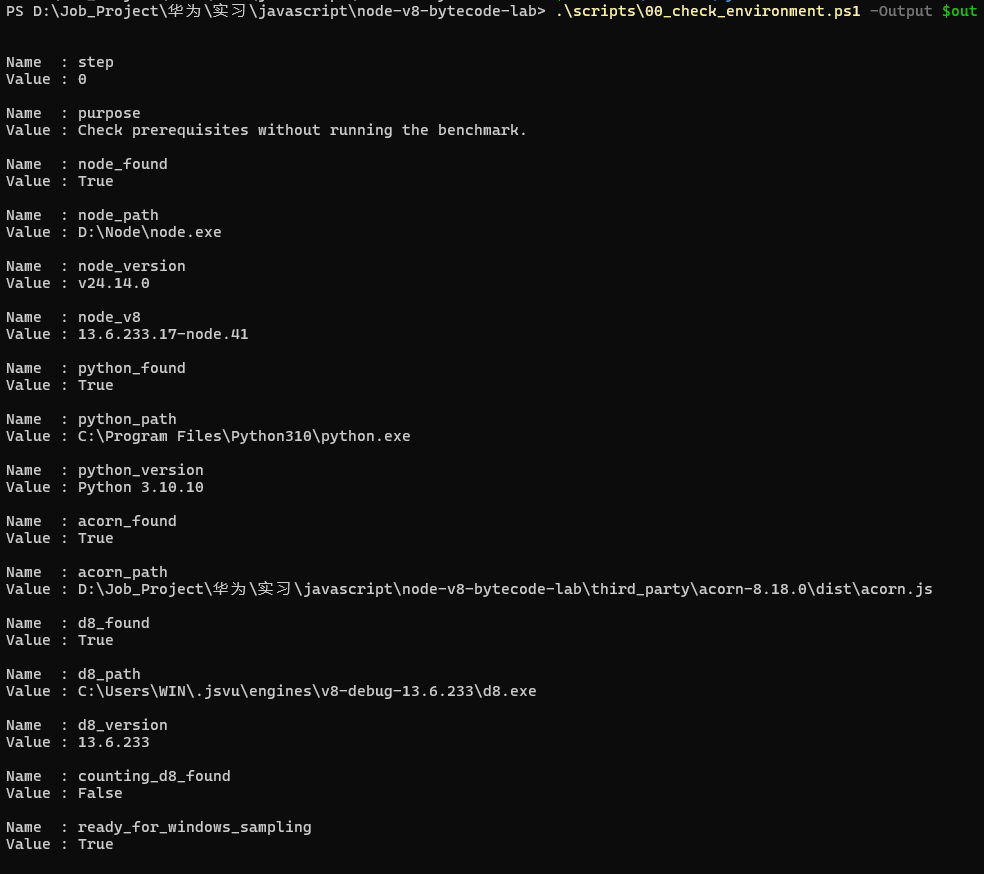 PS D:\Job_Project\华为\实习\javascript\node-v8-bytecode-lab> .\scripts\00_check_environment.ps1 -Output $out
Name  : step
Value : 0
Name  : purpose
Value : Check prerequisites without running the benchmark.
Name  : node_found
Value : True
Name  : node_path
Value : D:\Node\node.exe
Name  : node_version
Value : v24.14.0
Name  : node_v8
Value : 13.6.233.17-node.41
Name  : python_found
Value : True
Name  : python_path
Value : C:\Program Files\Python310\python.exe
Name  : python_version
Value : Python 3.10.10
Name  : acorn_found
Value : True
Name  : acorn_path
Value : D:\Job_Project\华为\实习\javascript\node-v8-bytecode-lab\third_party\acorn-8.18.0\dist\acorn.js
Name  : d8_found
Value : True
Name  : d8_path
Value : C:\Users\WIN\.jsvu\engines\v8-debug-13.6.233\d8.exe
Name  : d8_version
Value : 13.6.233
Name  : counting_d8_found
Value : False
Name  : ready_for_windows_sampling
Value : True